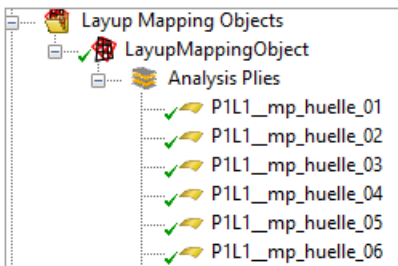 Layup Mapping Objects
LayupMappingObject
Analysis Plies
P1L1__mp_huelle_01
P1L1__mp_huelle_02
P1L1__mp_huelle_03
P1L1__mp_huelle_04
P1L1__mp_huelle_05
P1L1__mp_huelle_06